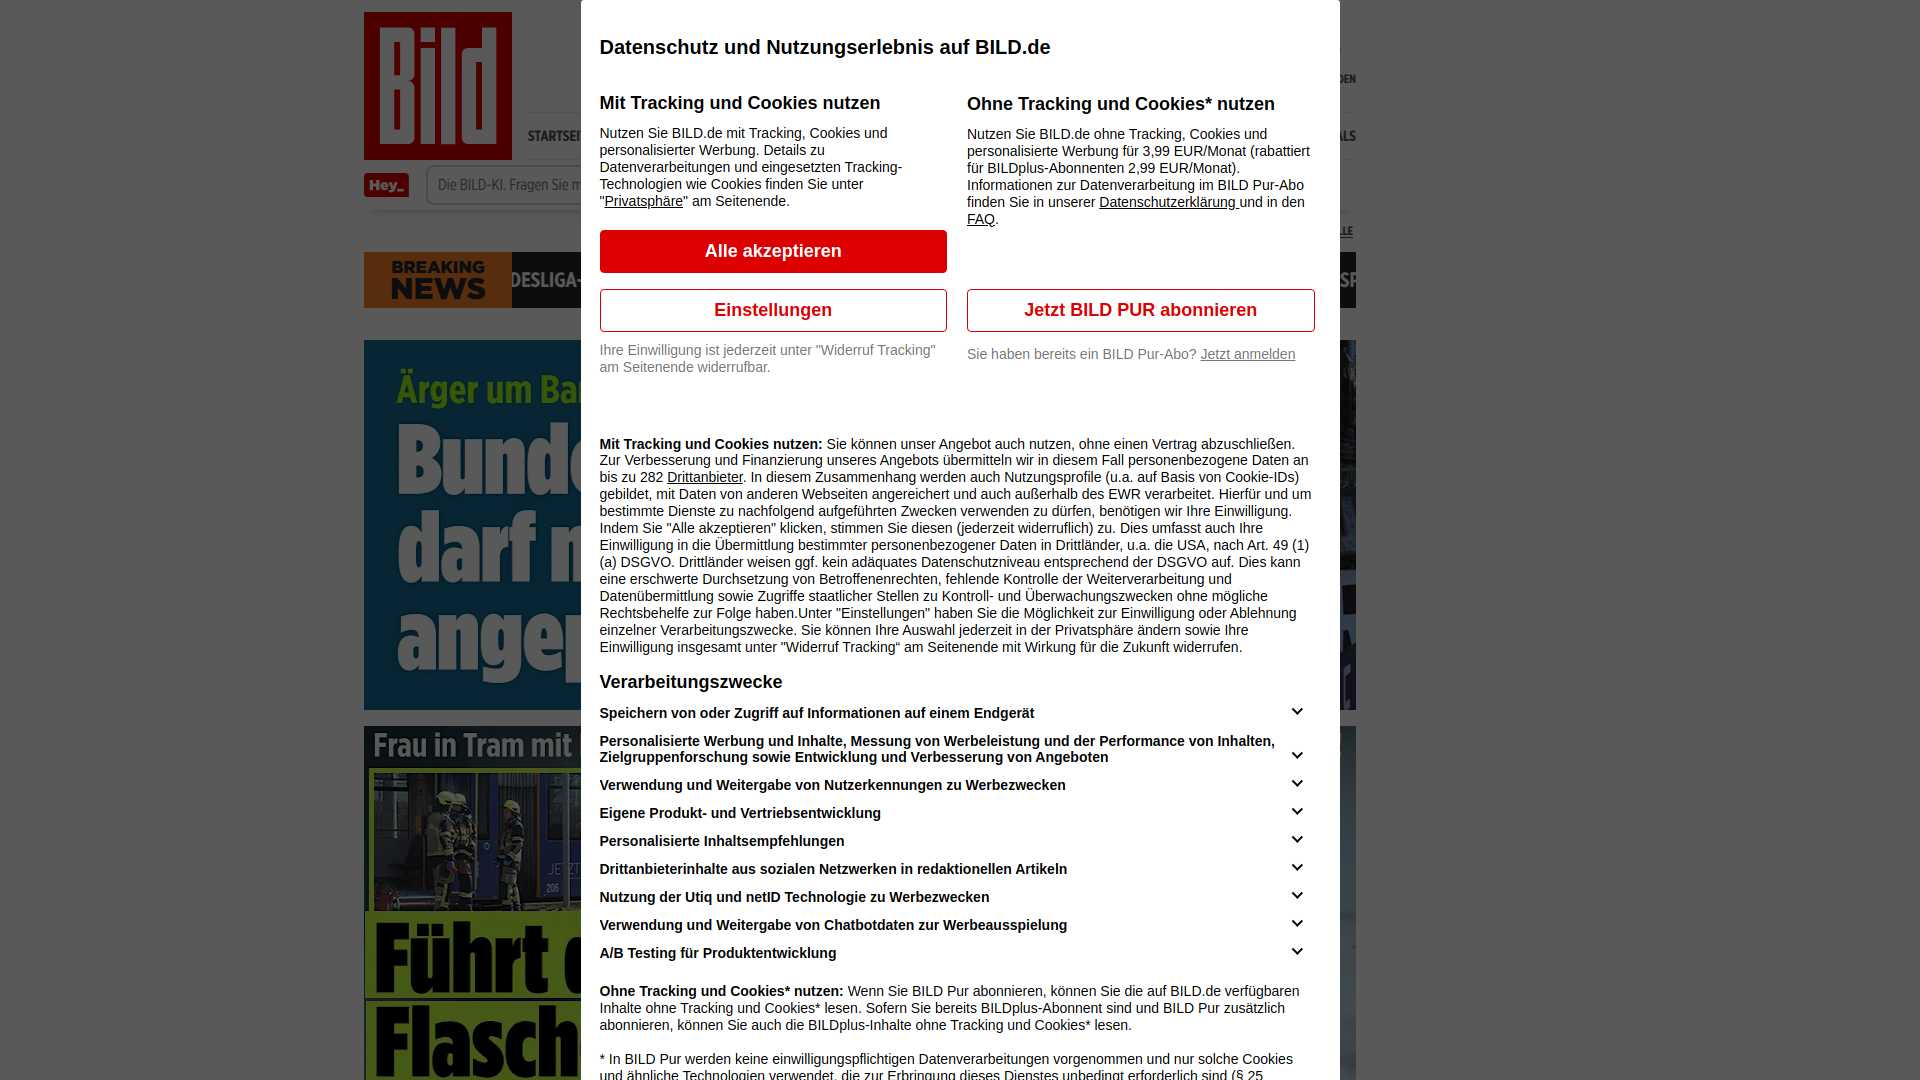 Bild
STARTSEI
Hey_
Die BILD-KI. Fragen Sie m
BREAKING
NEWS
DESLIGA-
Ärger um Ba
Bund
darf n
ange
Frau in Tram mit
JETZT
206
Führt d
Flasch
DEN
ALS
LLE
SP
Datenschutz und Nutzungserlebnis auf BILD.de
Mit Tracking und Cookies nutzen
Nutzen Sie BILD.de mit Tracking, Cookies und
personalisierter Werbung. Details zu
Datenverarbeitungen und eingesetzten Tracking-
Technologien wie Cookies finden Sie unter
"Privatsphäre" am Seitenende.
Alle akzeptieren
Einstellungen
Ihre Einwilligung ist jederzeit unter "Widerruf Tracking"
am Seitenende widerrufbar.
Ohne Tracking und Cookies* nutzen
Nutzen Sie BILD.de ohne Tracking, Cookies und
personalisierte Werbung für 3,99 EUR/Monat (rabattiert
für BILDplus-Abonnenten 2,99 EUR/Monat).
Informationen zur Datenverarbeitung im BILD Pur-Abo
finden Sie in unserer Datenschutzerklärung und in den
FAQ.
Jetzt BILD PUR abonnieren
Sie haben bereits ein BILD Pur-Abo? Jetzt anmelden
Mit Tracking und Cookies nutzen: Sie können unser Angebot auch nutzen, ohne einen Vertrag abzuschließen.
Zur Verbesserung und Finanzierung unseres Angebots übermitteln wir in diesem Fall personenbezogene Daten an
bis zu 282 Drittanbieter. In diesem Zusammenhang werden auch Nutzungsprofile (u.a. auf Basis von Cookie-IDs)
gebildet, mit Daten von anderen Webseiten angereichert und auch außerhalb des EWR verarbeitet. Hierfür und um
bestimmte Dienste zu nachfolgend aufgeführten Zwecken verwenden zu dürfen, benötigen wir Ihre Einwilligung.
Indem Sie "Alle akzeptieren" klicken, stimmen Sie diesen (jederzeit widerruflich) zu. Dies umfasst auch Ihre
Einwilligung in die Übermittlung bestimmter personenbezogener Daten in Drittländer, u.a. die USA, nach Art. 49 (1)
(a) DSGVO. Drittländer weisen ggf. kein adäquates Datenschutzniveau entsprechend der DSGVO auf. Dies kann
eine erschwerte Durchsetzung von Betroffenenrechten, fehlende Kontrolle der Weiterverarbeitung und
Datenübermittlung sowie Zugriffe staatlicher Stellen zu Kontroll- und Überwachungszwecken ohne mögliche
Rechtsbehelfe zur Folge haben.Unter "Einstellungen" haben Sie die Möglichkeit zur Einwilligung oder Ablehnung
einzelner Verarbeitungszwecke. Sie können Ihre Auswahl jederzeit in der Privatsphäre ändern sowie Ihre
Einwilligung insgesamt unter "Widerruf Tracking“ am Seitenende mit Wirkung für die Zukunft widerrufen.
Verarbeitungszwecke
Speichern von oder Zugriff auf Informationen auf einem Endgerät
Personalisierte Werbung und Inhalte, Messung von Werbeleistung und der Performance von Inhalten,
Zielgruppenforschung sowie Entwicklung und Verbesserung von Angeboten
Verwendung und Weitergabe von Nutzerkennungen zu Werbezwecken
Eigene Produkt- und Vertriebsentwicklung
Personalisierte Inhaltsempfehlungen
Drittanbieterinhalte aus sozialen Netzwerken in redaktionellen Artikeln
Nutzung der Utiq und netID Technologie zu Werbezwecken
Verwendung und Weitergabe von Chatbotdaten zur Werbeausspielung
A/B Testing für Produktentwicklung
Ohne Tracking und Cookies* nutzen: Wenn Sie BILD Pur abonnieren, können Sie die auf BILD.de verfügbaren
Inhalte ohne Tracking und Cookies* lesen. Sofern Sie bereits BILDplus-Abonnent sind und BILD Pur zusätzlich
abonnieren, können Sie auch die BILDplus-Inhalte ohne Tracking und Cookies* lesen.
* In BILD Pur werden keine einwilligungspflichtigen Datenverarbeitungen vorgenommen und nur solche Cookies
und ähnliche Technologien verwendet, die zur Erbringung dieses Dienstes unbedingt erforderlich sind (§ 25